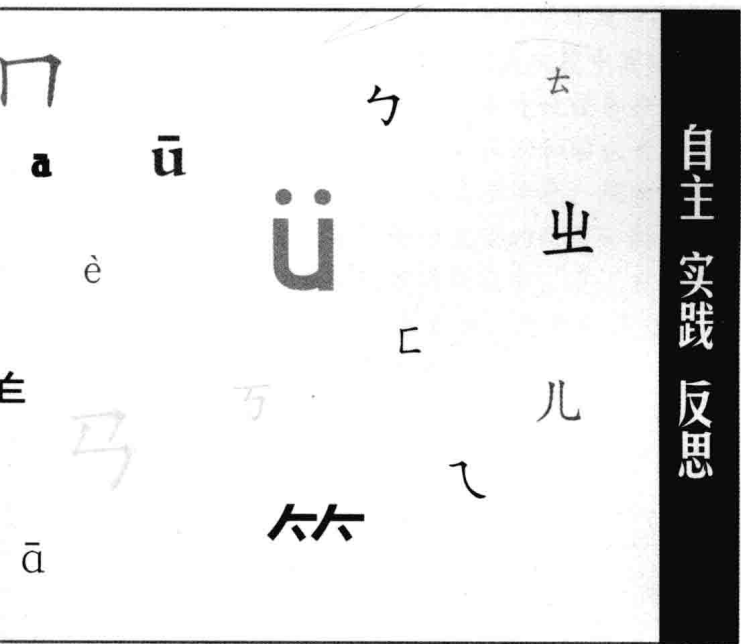 ㄇ
ㄅ
ㄊ
ā
ū
ü
ㄓ
è
ㄈ
ㄎ
ㄢ
ㄦ
ㄟ
⺮
ɑ̄
自主 实践 反思